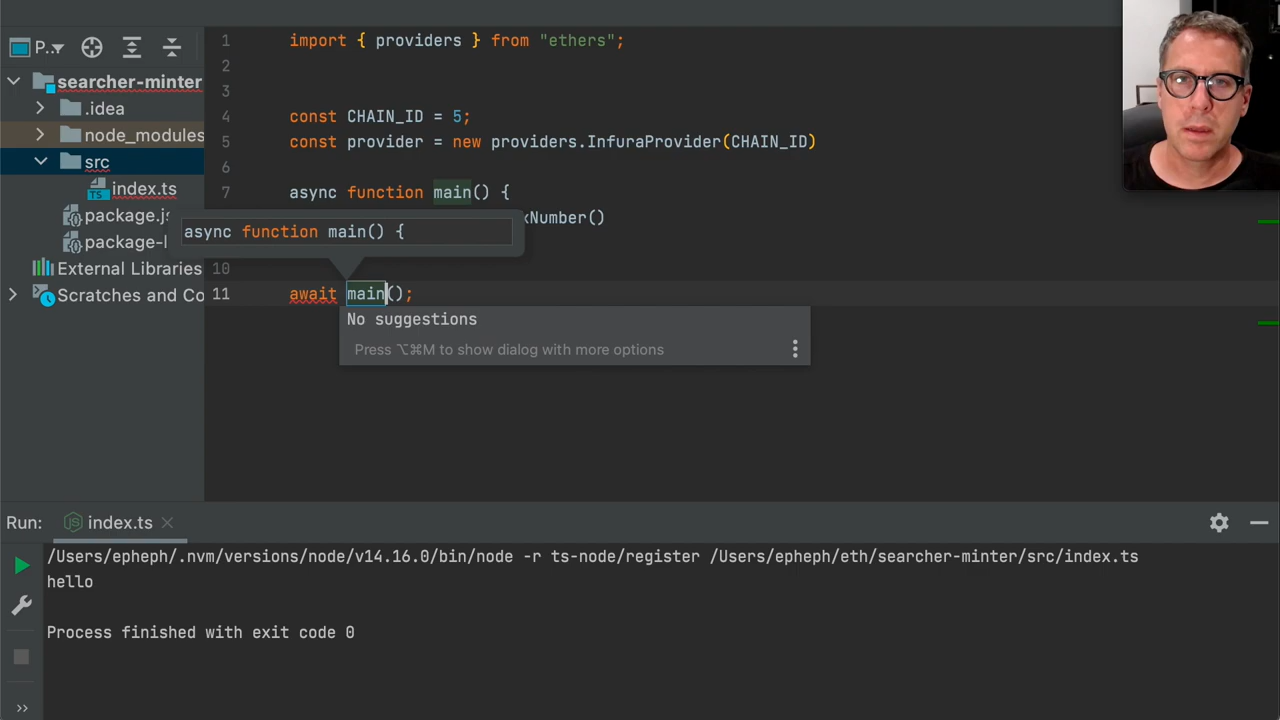 P..
searcher-minter
.idea
node_modules
src
index.ts
package.js
package-l
External Libraries
Scratches and Co
1 import { providers } from "ethers";
2
3
4 const CHAIN_ID = 5;
5 const provider = new providers.InfuraProvider(CHAIN_ID)
6
7 async function main() {
xNumber()
async function main() {
10
11 await main();
No suggestions
Press ⌥⌘M to show dialog with more options
Run: index.ts
/Users/epheph/.nvm/versions/node/v14.16.0/bin/node -r ts-node/register /Users/epheph/eth/searcher-minter/src/index.ts
hello
Process finished with exit code 0